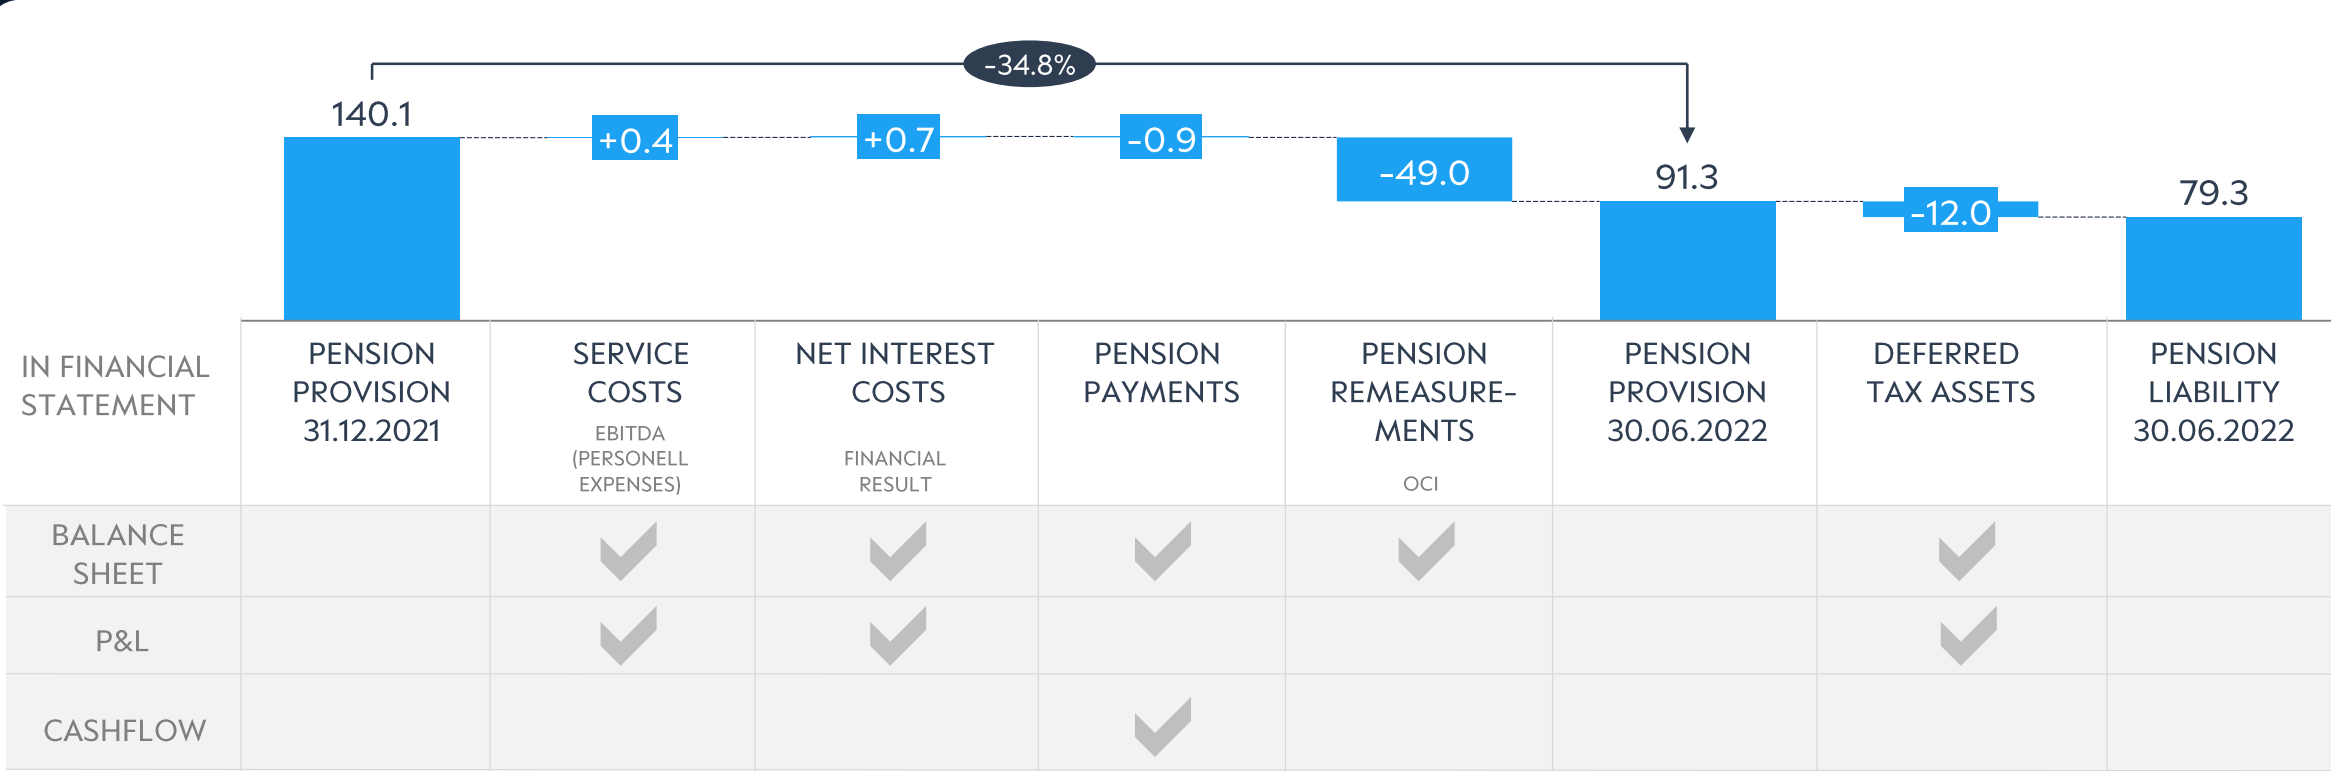 -34.8%
140.1
+0.4
+0.7
-0.9
-49.0
91.3
-12.0
79.3
IN FINANCIAL
STATEMENT
PENSION
PROVISION
31.12.2021
SERVICE
COSTS
EBITDA
(PERSONELL
EXPENSES)
NET INTEREST
COSTS
FINANCIAL
RESULT
PENSION
PAYMENTS
PENSION
REMEASURE-
MENTS
OCI
PENSION
PROVISION
30.06.2022
DEFERRED
TAX ASSETS
PENSION
LIABILITY
30.06.2022
BALANCE
SHEET
P&L
CASHFLOW